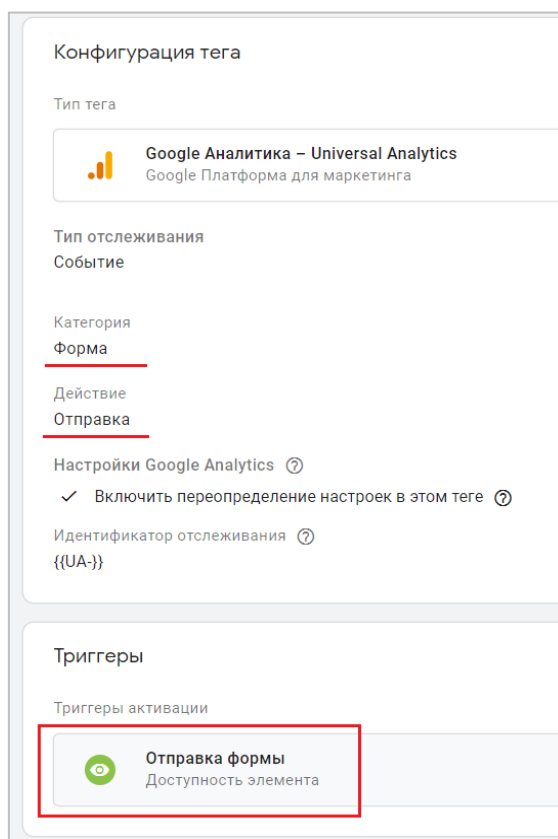 Конфигурация тега
Тип тега
Google Аналитика – Universal Analytics
Google Платформа для маркетинга
Тип отслеживания
Событие
Категория
Форма
Действие
Отправка
Настройки Google Analytics ?
✓ Включить переопределение настроек в этом теге ?
Идентификатор отслеживания ?
{{UA-}}
Триггеры
Триггеры активации
Отправка формы
Доступность элемента